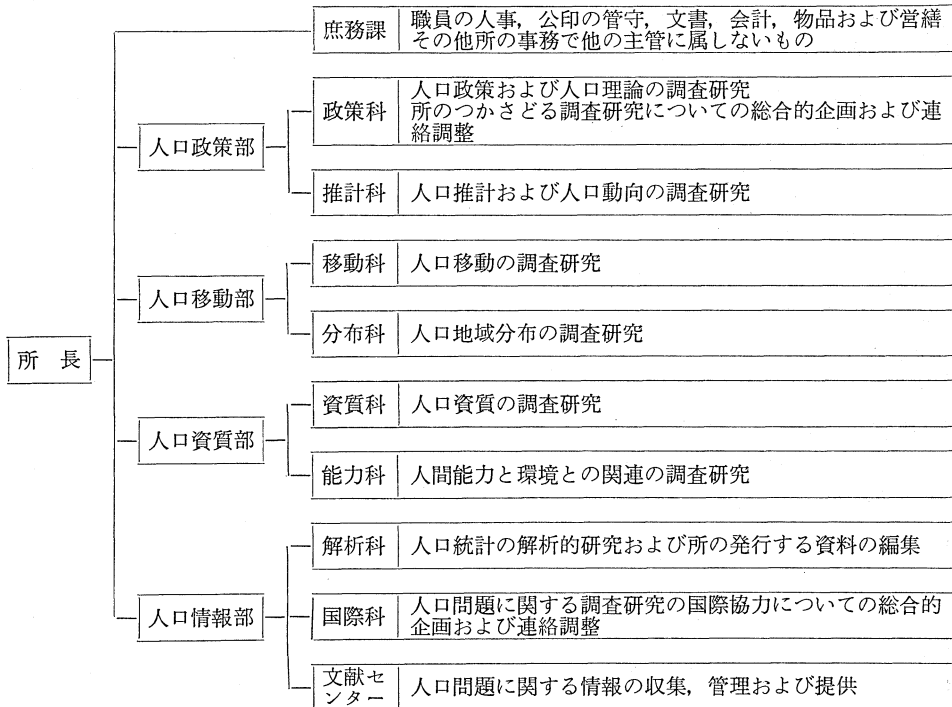 所　長
庶務課
職員の人事，公印の管守，文書，会計，物品および営繕
その他所の事務で他の主管に属しないもの
人口政策部
政策科
人口政策および人口理論の調査研究
所のつかさどる調査研究についての総合的企画および連
絡調整
推計科
人口推計および人口動向の調査研究
人口移動部
移動科
人口移動の調査研究
分布科
人口地域分布の調査研究
人口資質部
資質科
人口資質の調査研究
能力科
人間能力と環境との関連の調査研究
人口情報部
解析科
人口統計の解析的研究および所の発行する資料の編集
国際科
人口問題に関する調査研究の国際協力についての総合的
企画および連絡調整
文献セ
ンター
人口問題に関する情報の収集，管理および提供